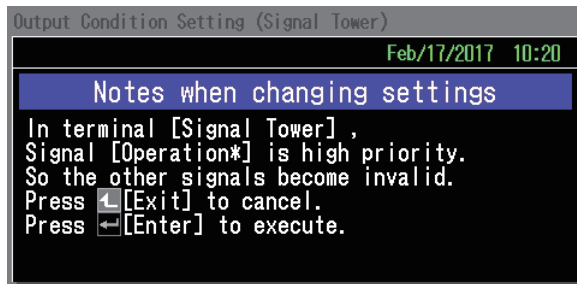 Output Condition Setting (Signal Tower)
Feb/17/2017 10:20
Notes when changing settings
In terminal [Signal Tower] ,
Signal [Operation*] is high priority.
So the other signals become invalid.
Press [Exit] to cancel.
Press [Enter] to execute.